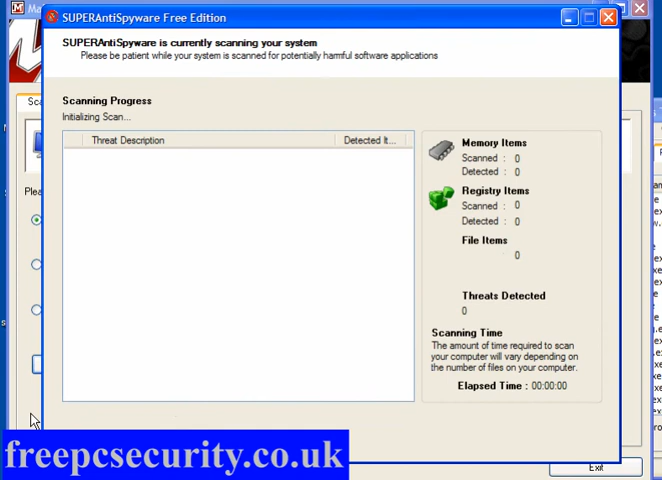 SUPERAntiSpyware Free Edition
SUPERAntiSpyware is currently scanning your system
Please be patient while your system is scanned for potentially harmful software applications
Scanning Progress
Initializing Scan...
Threat Description Detected It...
Memory Items
Scanned : 0
Detected : 0
Registry Items
Scanned : 0
Detected : 0
File Items
0
Threats Detected
0
Scanning Time
The amount of time required to scan
your computer will vary depending on
the number of files on your computer.
Elapsed Time : 00:00:00
Ma
Sca
Plea
Exit
freepcsecurity.co.uk